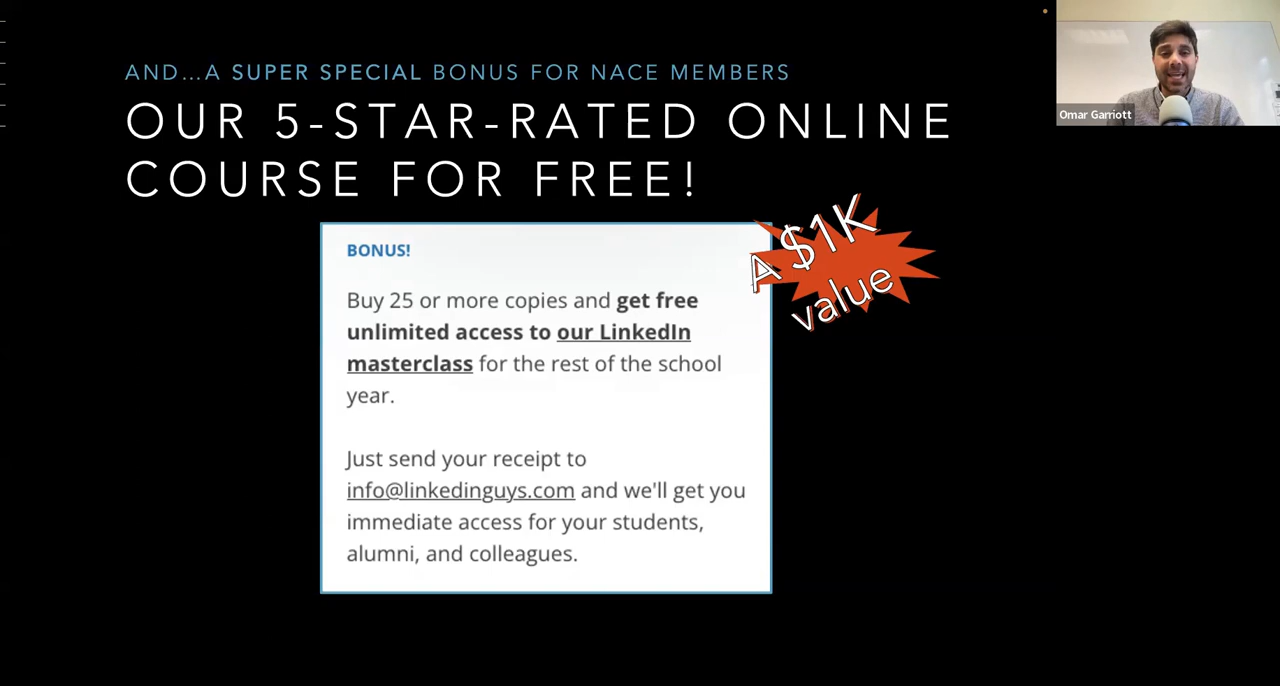 AND...A SUPER SPECIAL BONUS FOR NACE MEMBERS
OUR 5-STAR-RATED ONLINE
COURSE FOR FREE!
Omar Garriott
A $1K
value
BONUS!
Buy 25 or more copies and get free
unlimited access to our LinkedIn
masterclass for the rest of the school
year.
Just send your receipt to
info@linkedinguys.com and we'll get you
immediate access for your students,
alumni, and colleagues.